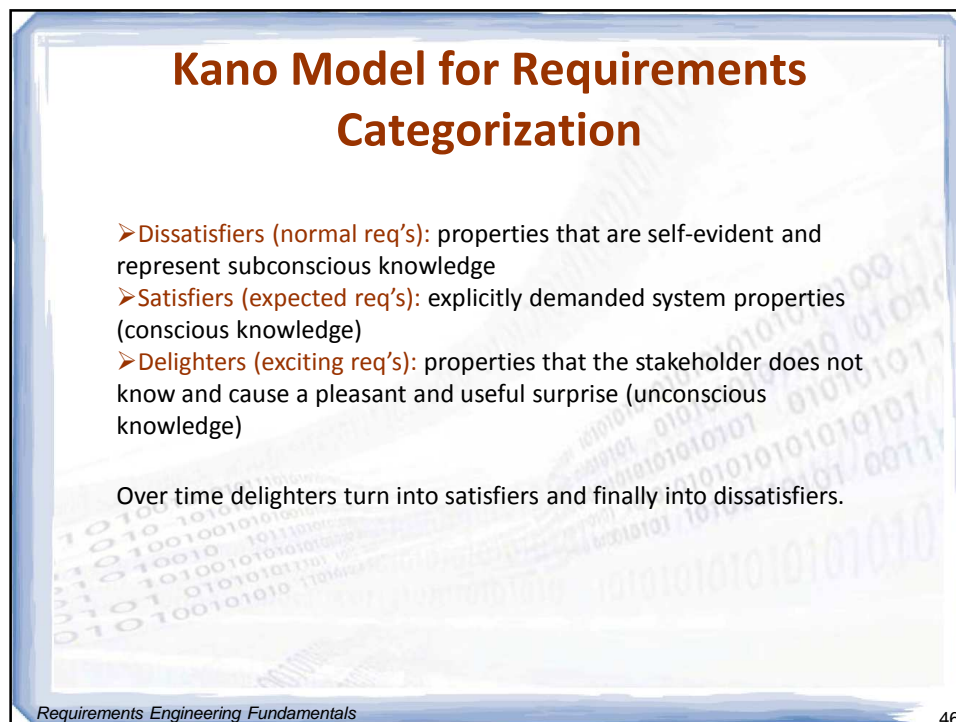 Kano Model for Requirements
Categorization
➢Dissatisfiers (normal req’s): properties that are self-evident and
represent subconscious knowledge
➢Satisfiers (expected req’s): explicitly demanded system properties
(conscious knowledge)
➢Delighters (exciting req’s): properties that the stakeholder does not
know and cause a pleasant and useful surprise (unconscious
knowledge)
Over time delighters turn into satisfiers and finally into dissatisfiers.
Requirements Engineering Fundamentals
46